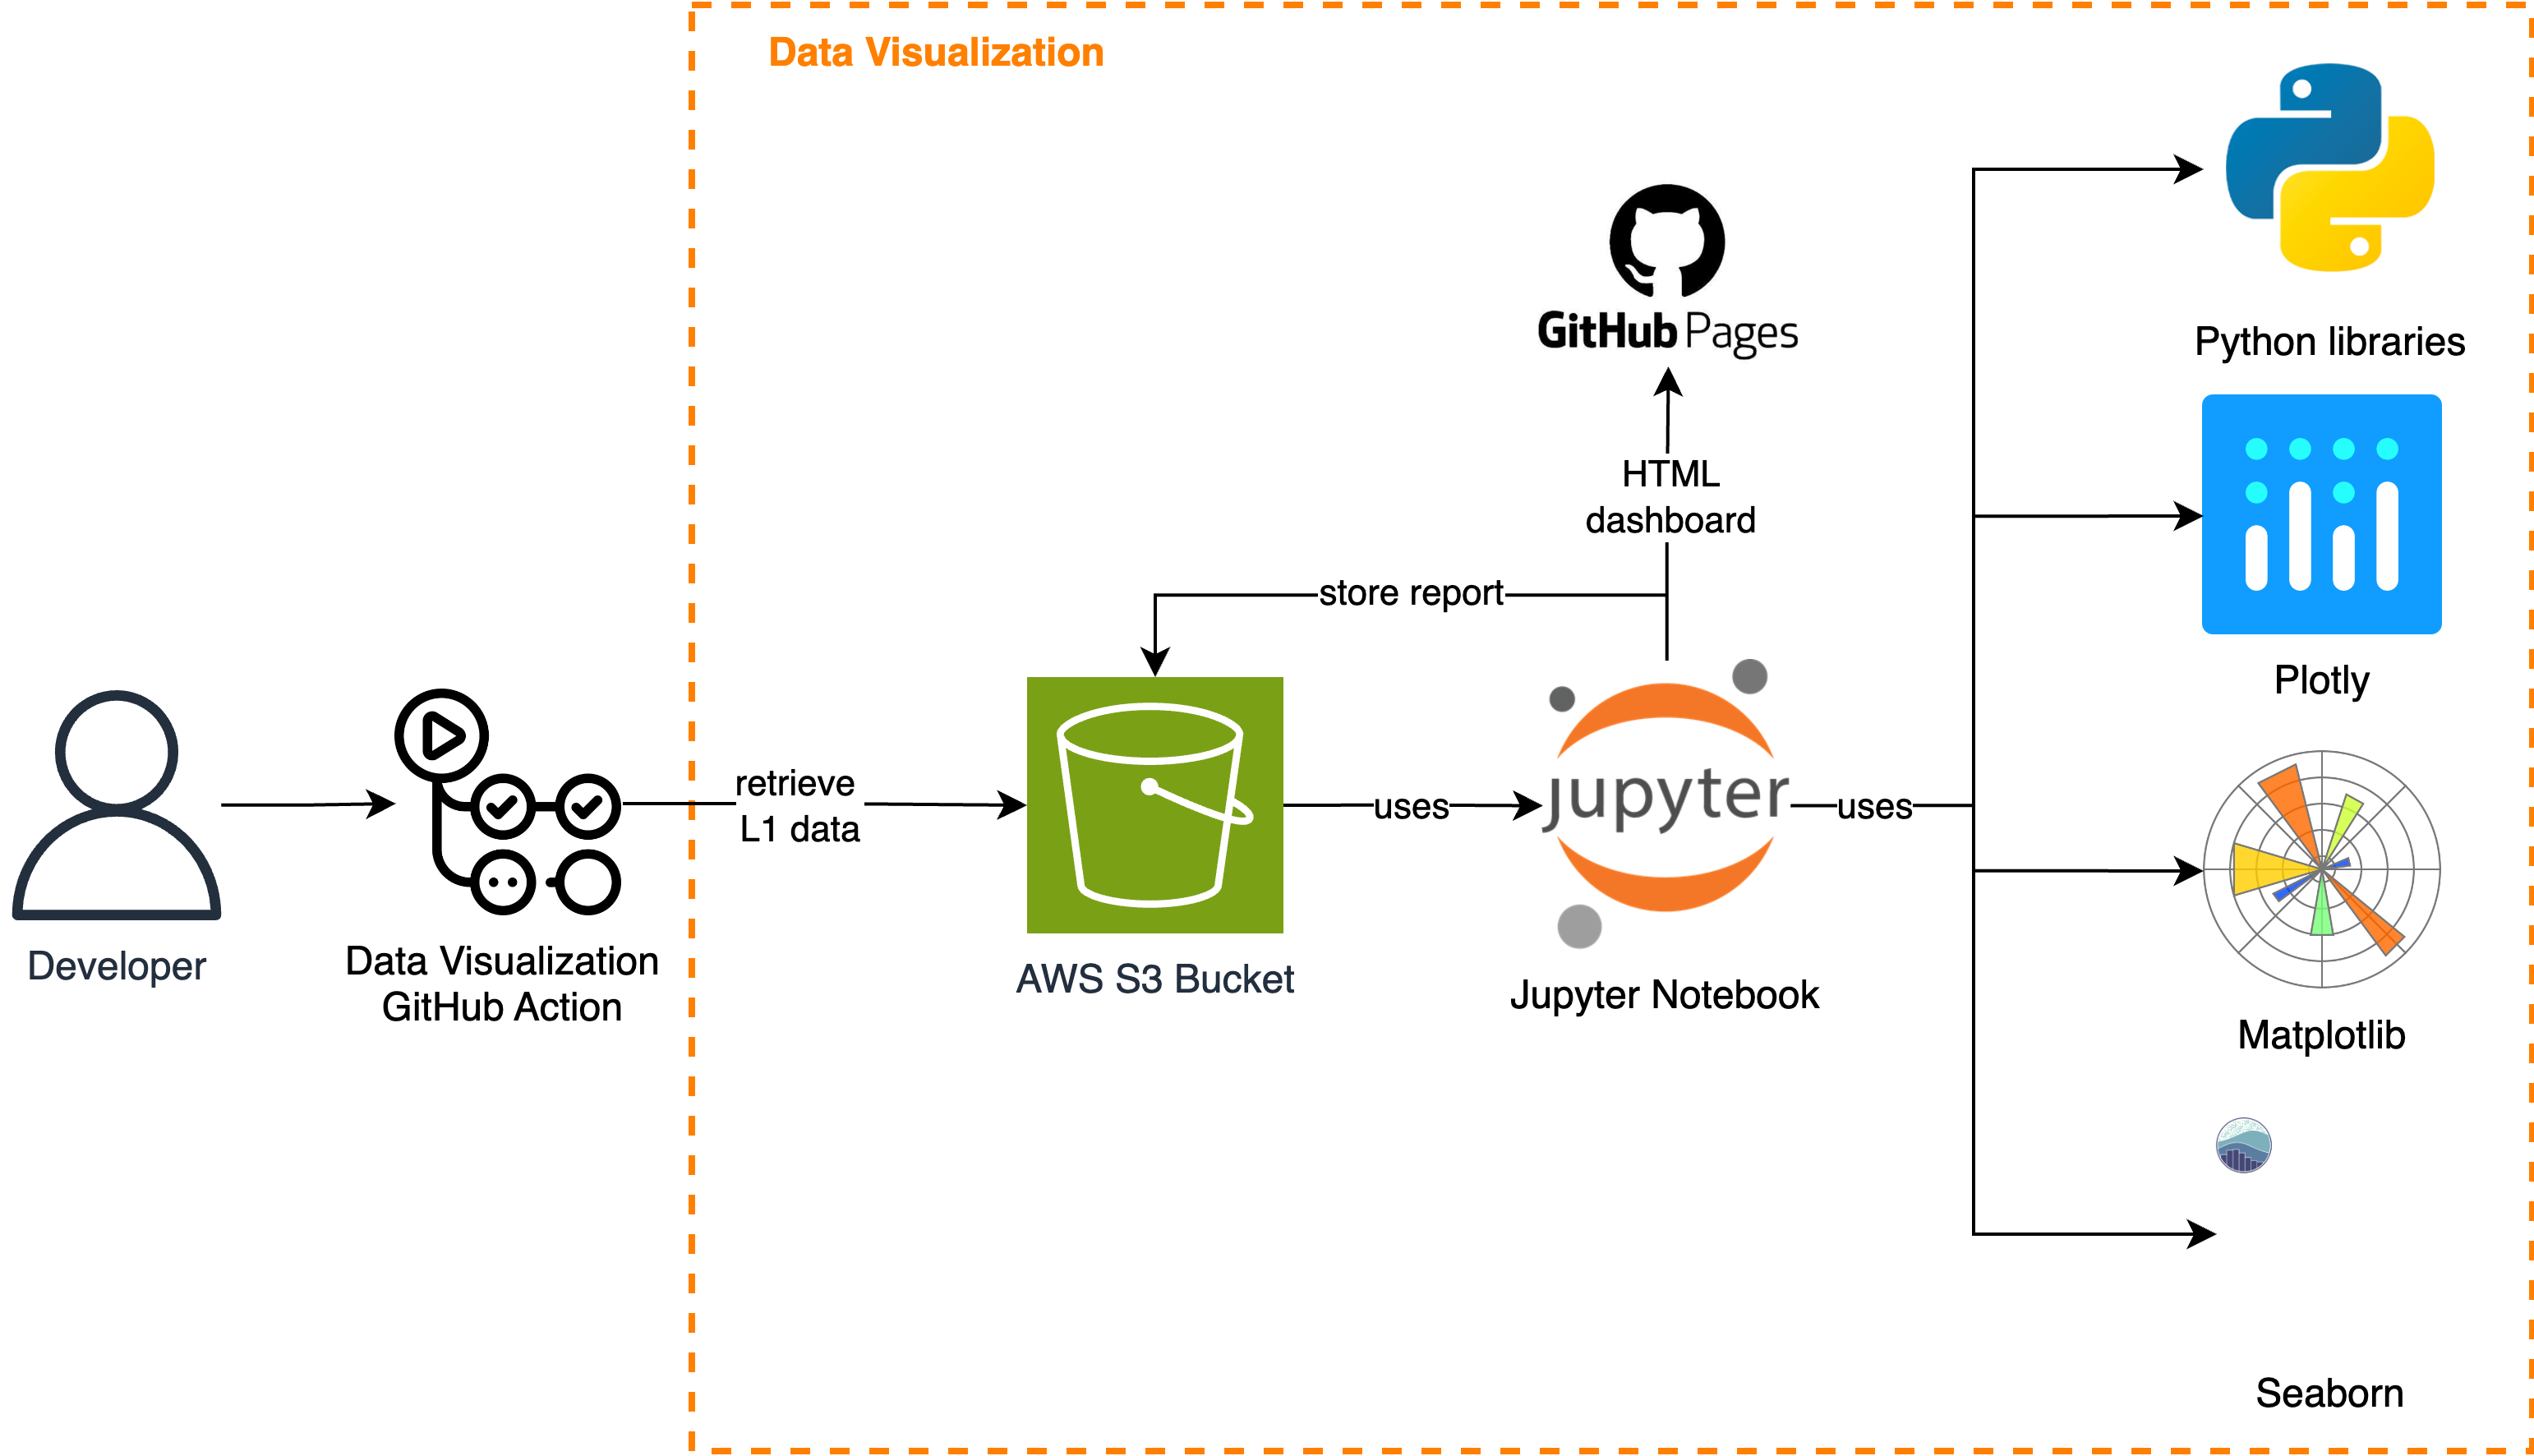 Data Visualization
GitHub Pages
Python libraries
HTML
dashboard
store report
Plotly
retrieve
L1 data
uses
jupyter
uses
Developer
Data Visualization
GitHub Action
AWS S3 Bucket
Jupyter Notebook
Matplotlib
Seaborn